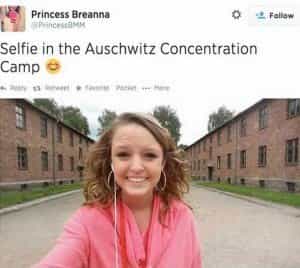 Princess Breanna
@PrincessBMM
Follow
Selfie in the Auschwitz Concentration
Camp 😊
Reply Retweet Favorite Pocket More